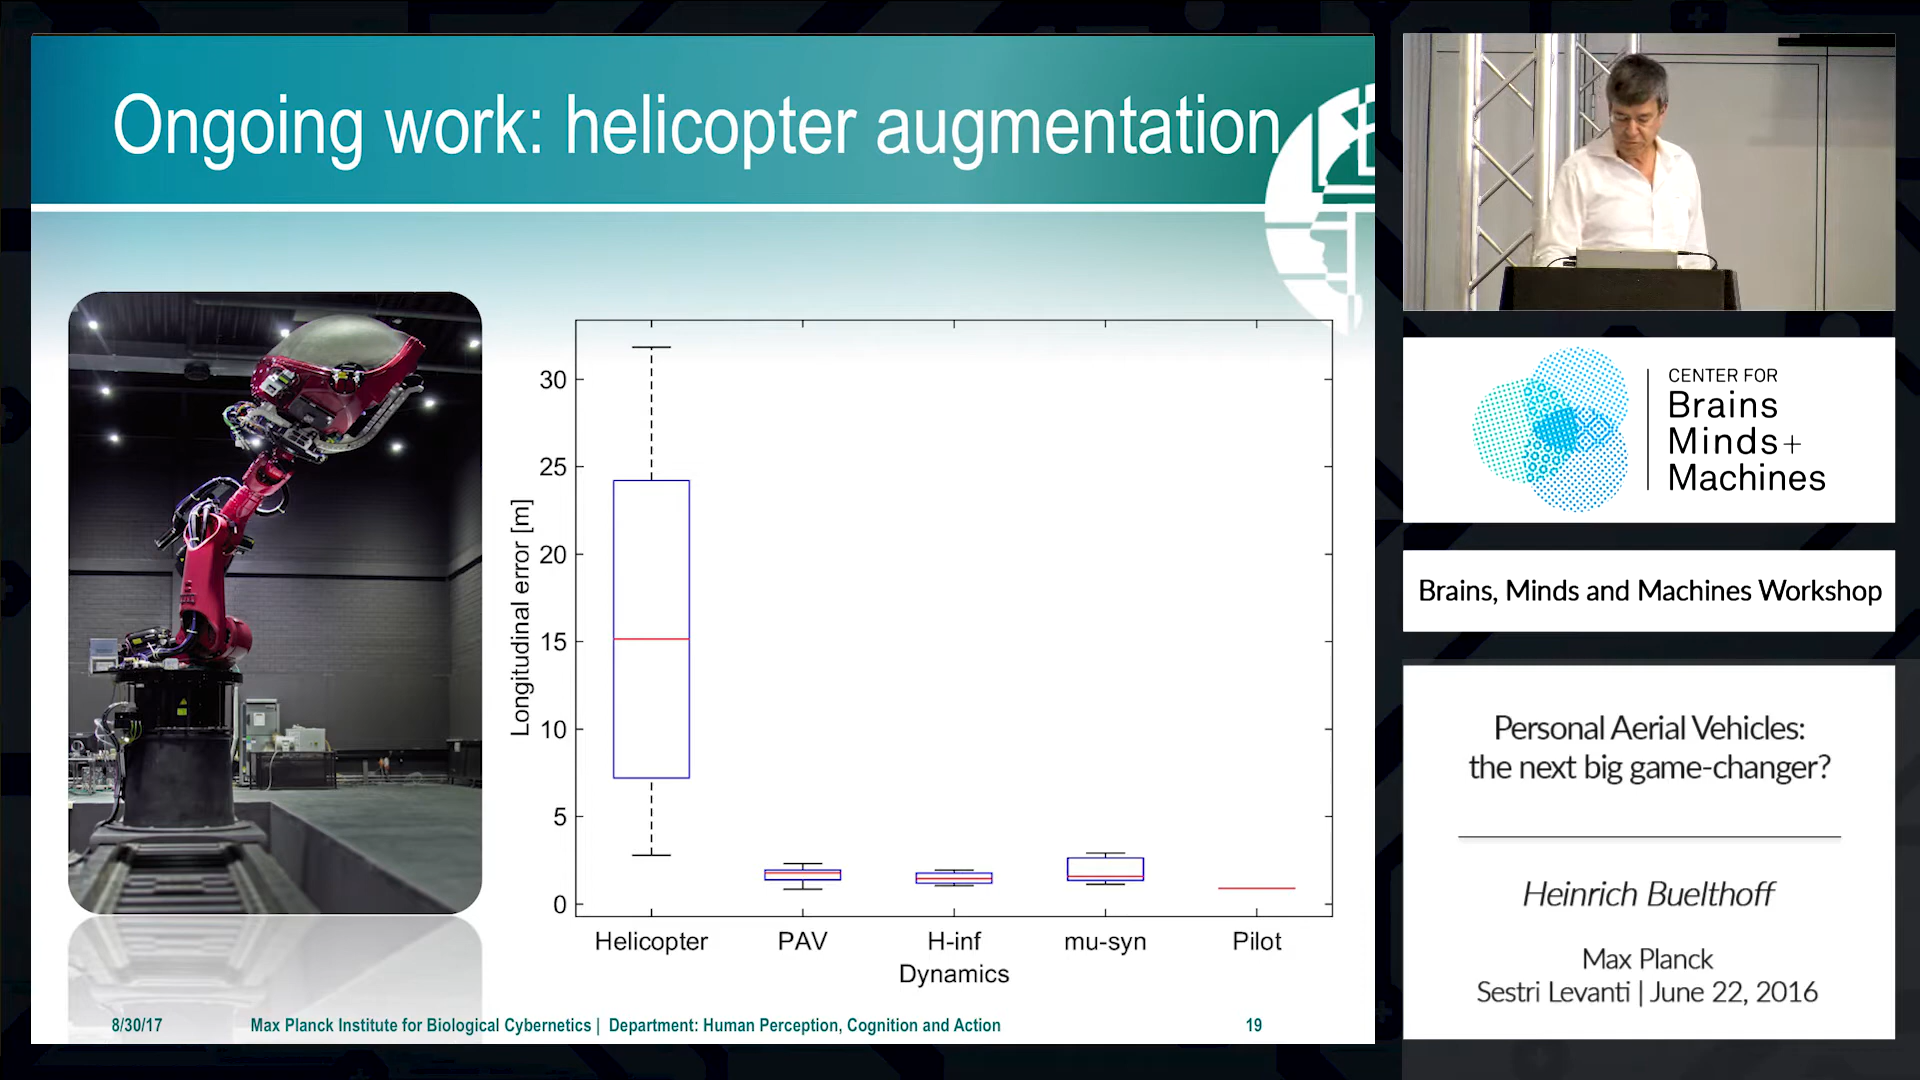 Ongoing work: helicopter augmentation
30
25
20
15
10
5
0
Longitudinal error [m]
Helicopter PAV H-inf mu-syn Pilot
Dynamics
8/30/17 Max Planck Institute for Biological Cybernetics | Department: Human Perception, Cognition and Action 19
CENTER FOR
Brains
Minds+
Machines
Brains, Minds and Machines Workshop
Personal Aerial Vehicles:
the next big game-changer?
Heinrich Buelthoff
Max Planck
Sestri Levanti | June 22, 2016